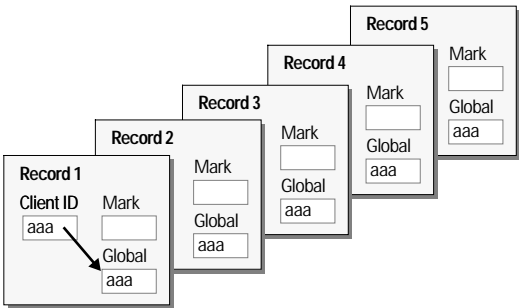 Record 5
Mark
Global
aaa
Record 4
Mark
Global
aaa
Record 3
Mark
Global
aaa
Record 2
Mark
Global
aaa
Record 1
Client ID Mark
aaa
Global
aaa